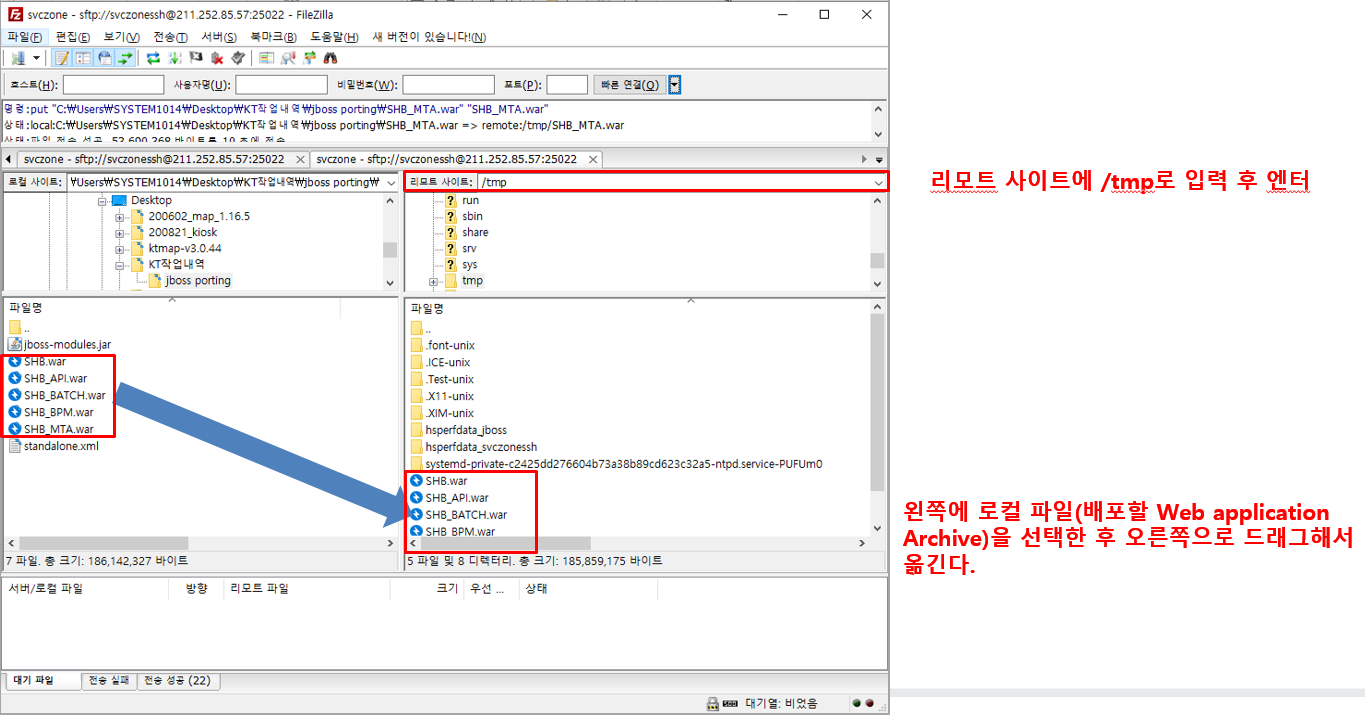 svczone - sftp://svczonessh@211.252.85.57:25022 - FileZilla
파일(F) 편집(E) 보기(V) 전송(T) 서버(S) 북마크(B) 도움말(H) 새 버전이 있습니다!(N)
호스트(H): 사용자명(U): 비밀번호(W): 포트(P): 빠른 연결(Q)
명령:put "C:₩Users₩SYSTEM1014₩Desktop₩KT작업내역₩jboss porting₩SHB_MTA.war" "SHB_MTA.war"
상태:local:C:₩Users₩SYSTEM1014₩Desktop₩KT작업내역₩jboss porting₩SHB_MTA.war => remote:/tmp/SHB_MTA.war
svczone - sftp://svczonessh@211.252.85.57:25022 svczone - sftp://svczonessh@211.252.85.57:25022
로컬 사이트: ₩Users₩SYSTEM1014₩Desktop₩KT작업내역₩jboss porting₩
Desktop
200602_map_1.16.5
200821_kiosk
ktmap-v3.0.44
KT작업내역
jboss porting
리모트 사이트: /tmp
run
sbin
share
srv
sys
tmp
리모트 사이트에 /tmp로 입력 후 엔터
파일명
..
jboss-modules.jar
SHB.war
SHB_API.war
SHB_BATCH.war
SHB_BPM.war
SHB_MTA.war
standalone.xml
7 파일. 총 크기: 186,142,327 바이트
파일명
..
.font-unix
.ICE-unix
.Test-unix
.X11-unix
.XIM-unix
hsperfdata_jboss
hsperfdata_svczonessh
systemd-private-c2425dd276604b73a38b89cd623c32a5-ntpd.service-PUFUm0
SHB.war
SHB_API.war
SHB_BATCH.war
SHB_BPM.war
5 파일 및 8 디렉터리. 총 크기: 185,859,175 바이트
왼쪽에 로컬 파일(배포할 Web application
Archive)을 선택한 후 오른쪽으로 드래그해서
옮긴다.
서버/로컬 파일 방향 리모트 파일 크기 우선 ... 상태
대기 파일 전송 실패 전송 성공 (22)
대기열: 비었음